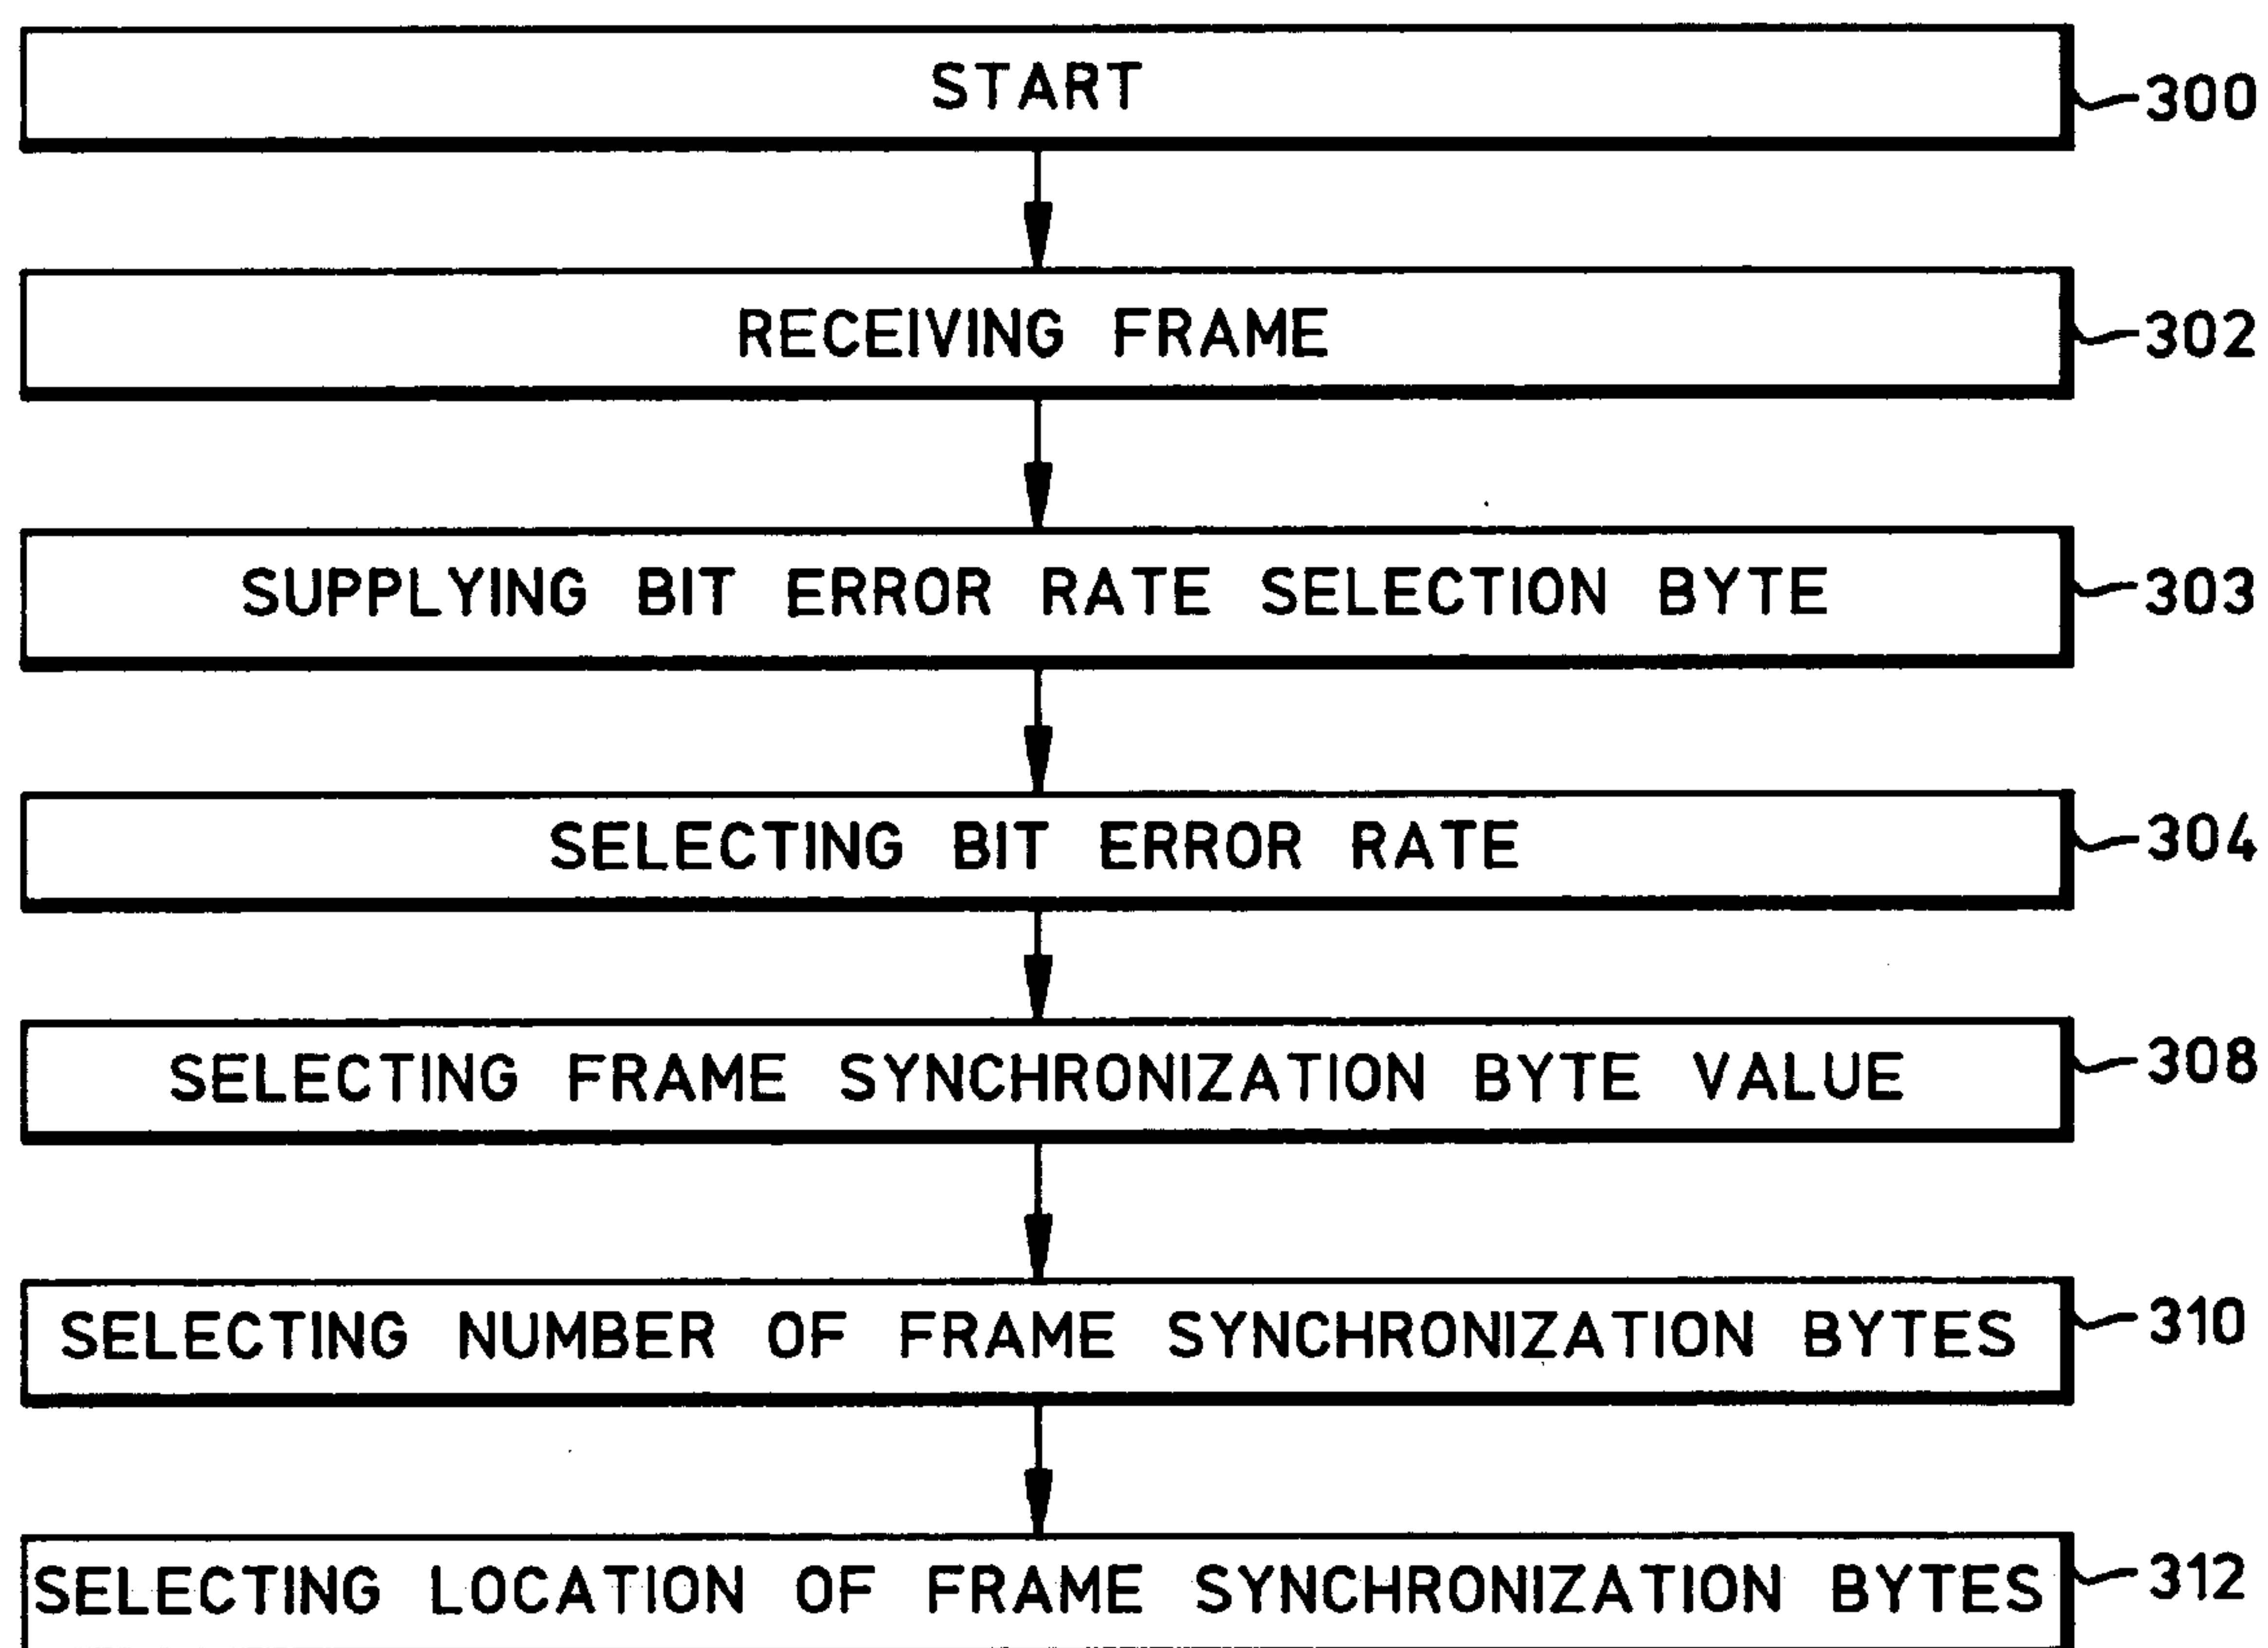 START 300
RECEIVING FRAME 302
SUPPLYING BIT ERROR RATE SELECTION BYTE 303
SELECTING BIT ERROR RATE 304
SELECTING FRAME SYNCHRONIZATION BYTE VALUE 308
SELECTING NUMBER OF FRAME SYNCHRONIZATION BYTES 310
SELECTING LOCATION OF FRAME SYNCHRONIZATION BYTES 312